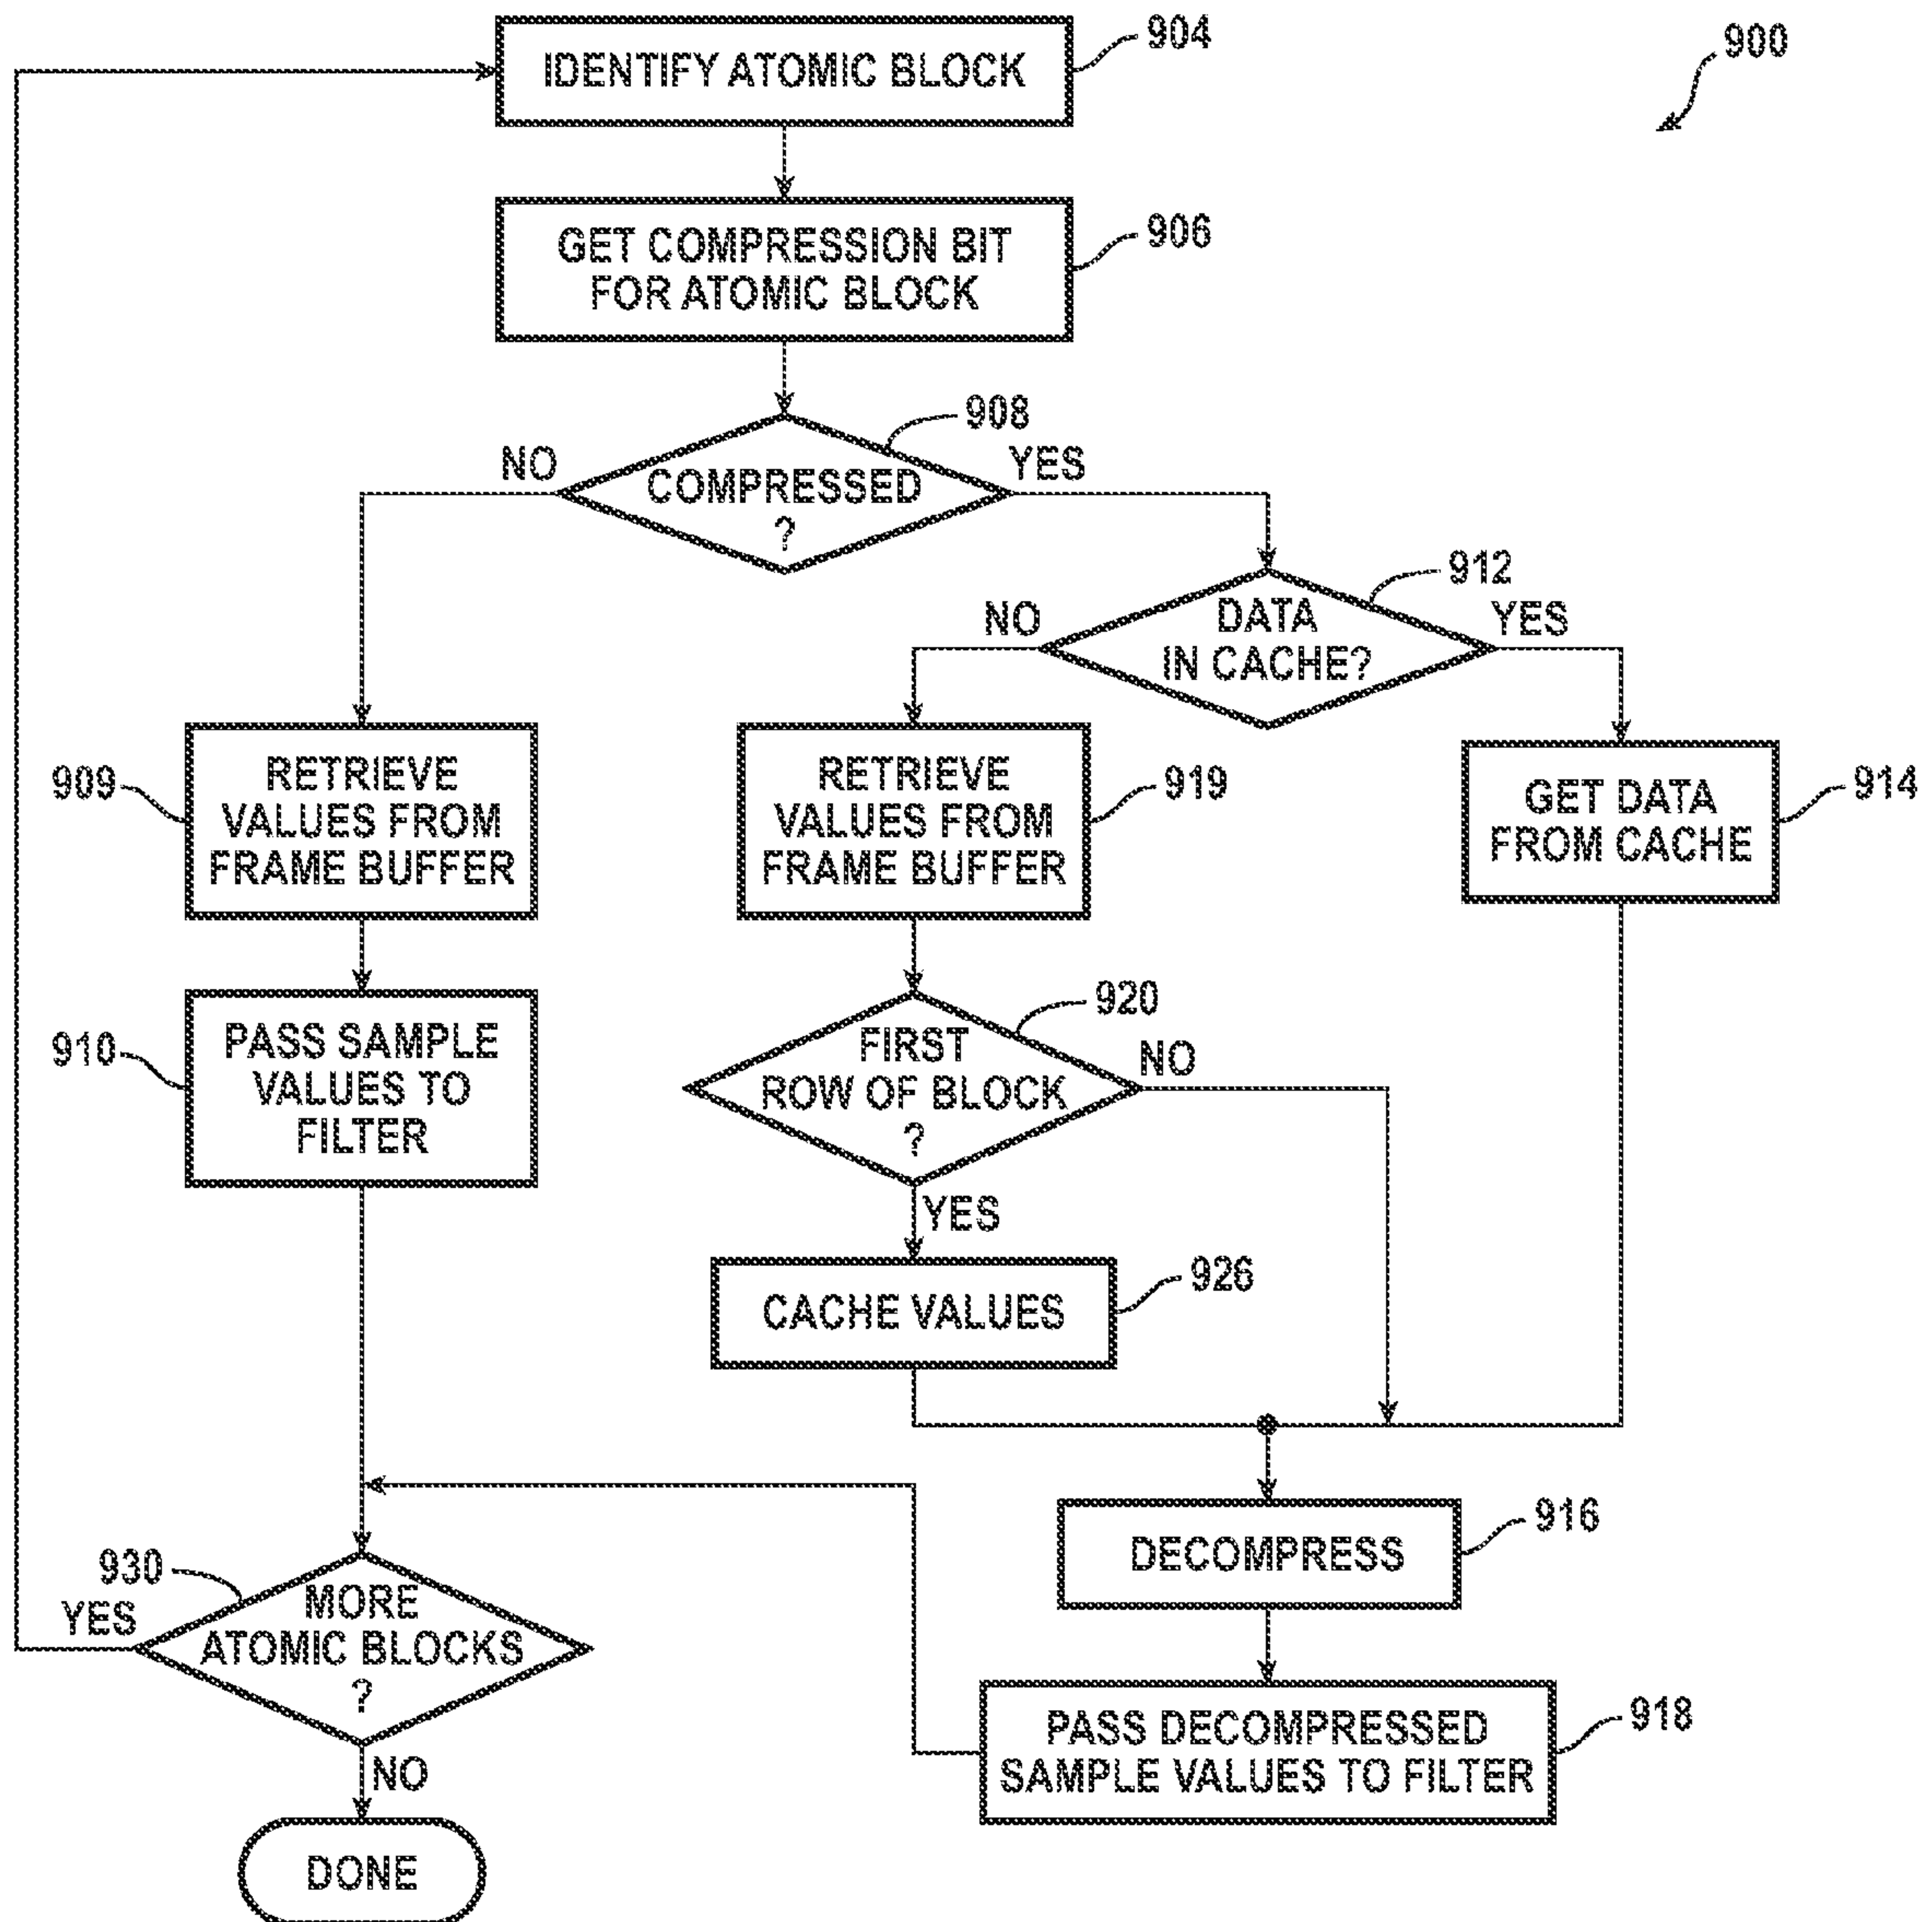 904
900
IDENTIFY ATOMIC BLOCK
906
GET COMPRESSION BIT
FOR ATOMIC BLOCK
908
NO
YES
COMPRESSED
?
912
NO
YES
DATA
IN CACHE?
909
RETRIEVE
VALUES FROM
FRAME BUFFER
RETRIEVE
VALUES FROM
FRAME BUFFER
919
GET DATA
FROM CACHE
914
910
PASS SAMPLE
VALUES TO
FILTER
920
FIRST
ROW OF BLOCK
?
NO
YES
926
CACHE VALUES
916
DECOMPRESS
930
YES
MORE
ATOMIC BLOCKS
?
918
PASS DECOMPRESSED
SAMPLE VALUES TO FILTER
NO
DONE